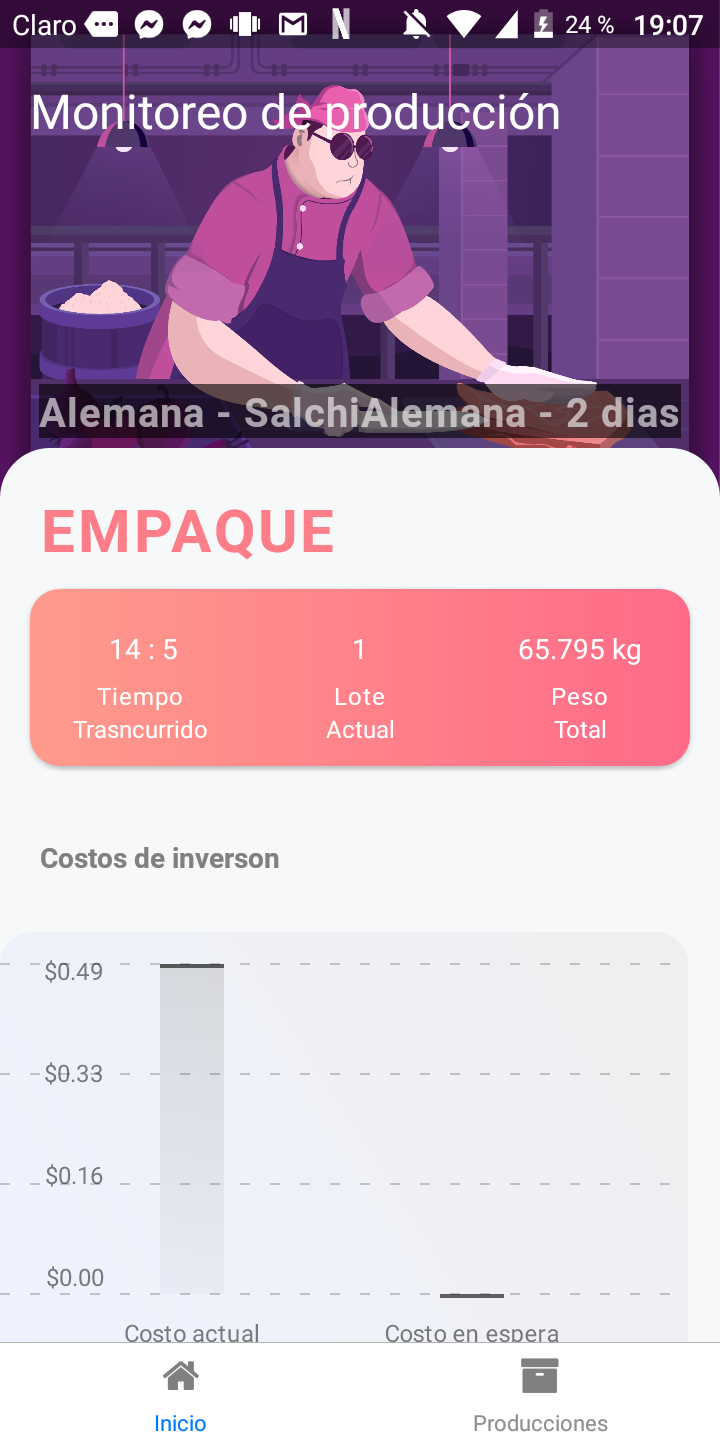 Claro 24 % 19:07
Monitoreo de producción
Alemana - SalchiAlemana - 2 dias
EMPAQUE
14 : 5 1 65.795 kg
Tiempo Lote Peso
Trasncurrido Actual Total
Costos de inverson
$0.49
$0.33
$0.16
$0.00
Costo actual Costo en espera
Inicio Producciones